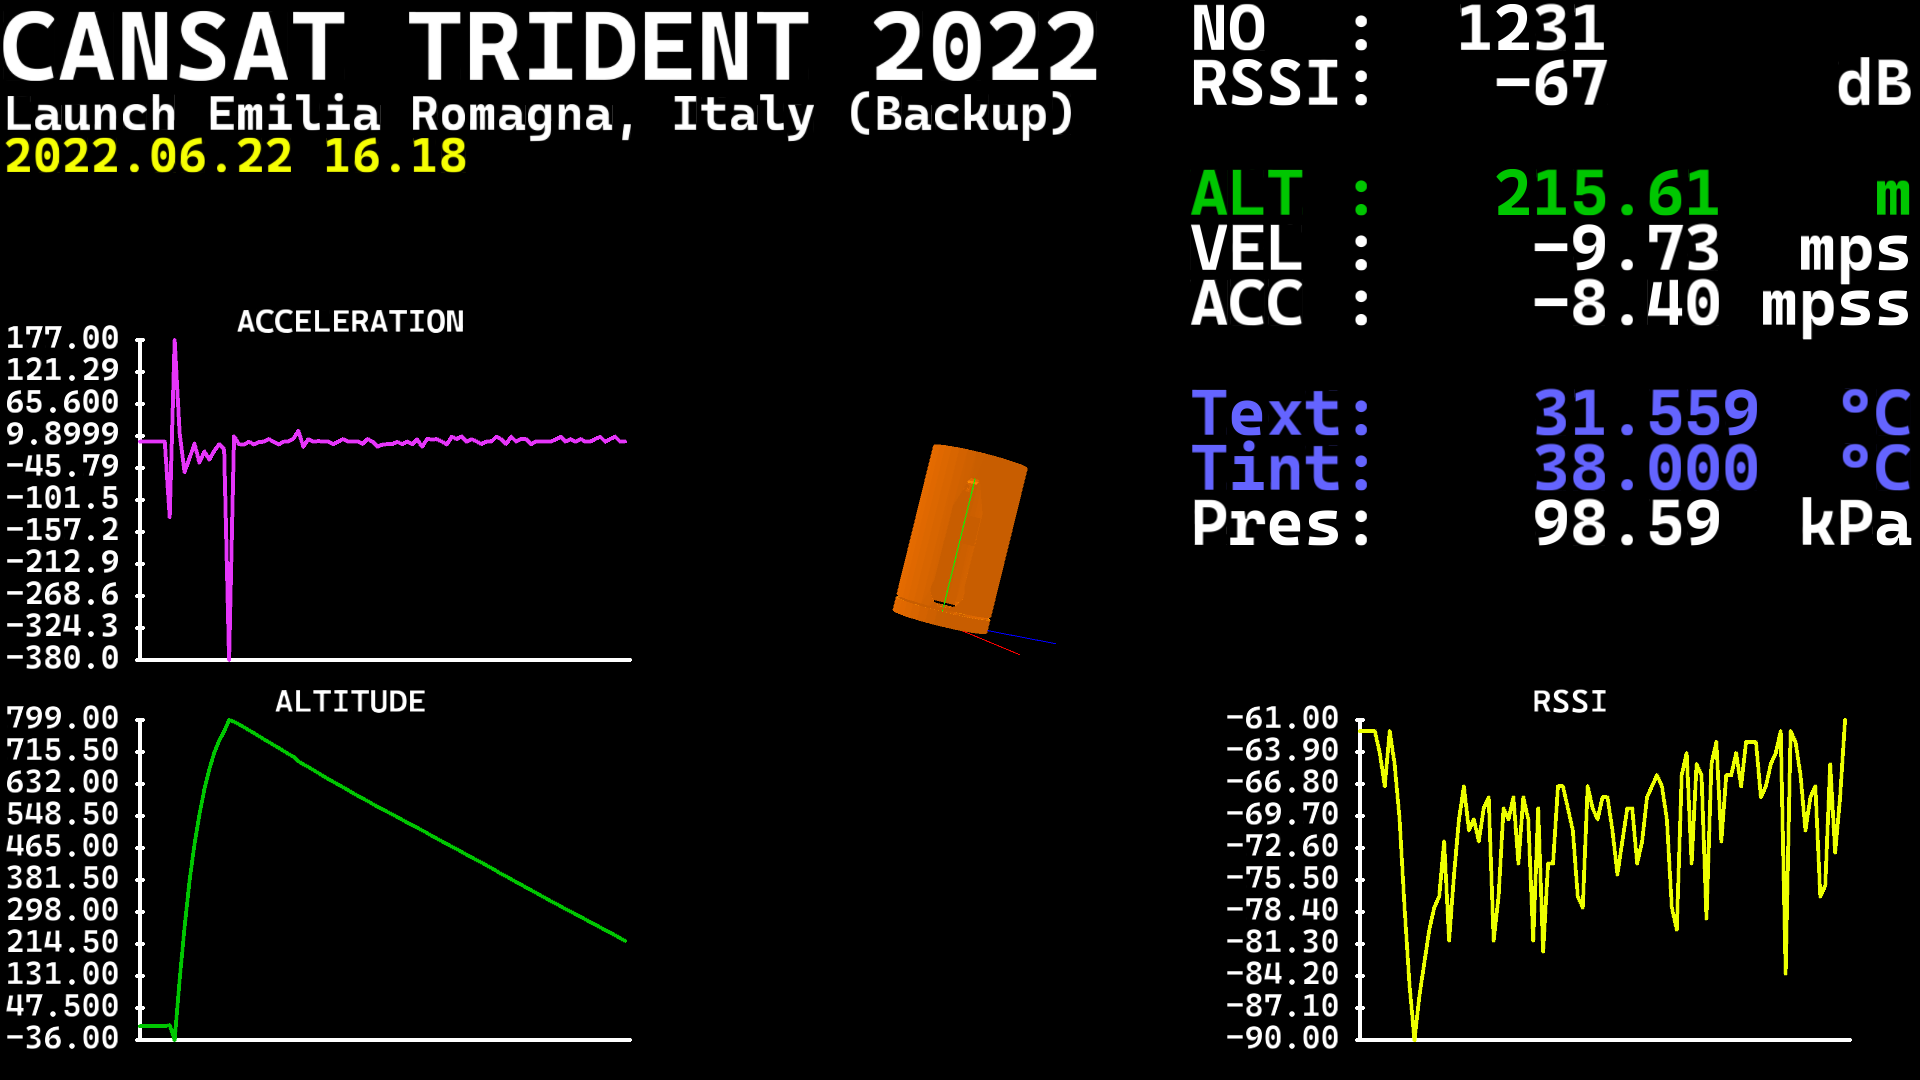 CANSAT TRIDENT 2022
Launch Emilia Romagna, Italy (Backup)
2022.06.22 16.18
NO : 1231
RSSI: -67 dB
ALT : 215.61 m
VEL : -9.73 mps
ACC : -8.40 mpss
Text: 31.559 °C
Tint: 38.000 °C
Pres: 98.59 kPa
ACCELERATION
177.00
121.29
65.600
9.8999
-45.79
-101.5
-157.2
-212.9
-268.6
-324.3
-380.0
ALTITUDE
799.00
715.50
632.00
548.50
465.00
381.50
298.00
214.50
131.00
47.500
-36.00
RSSI
-61.00
-63.90
-66.80
-69.70
-72.60
-75.50
-78.40
-81.30
-84.20
-87.10
-90.00